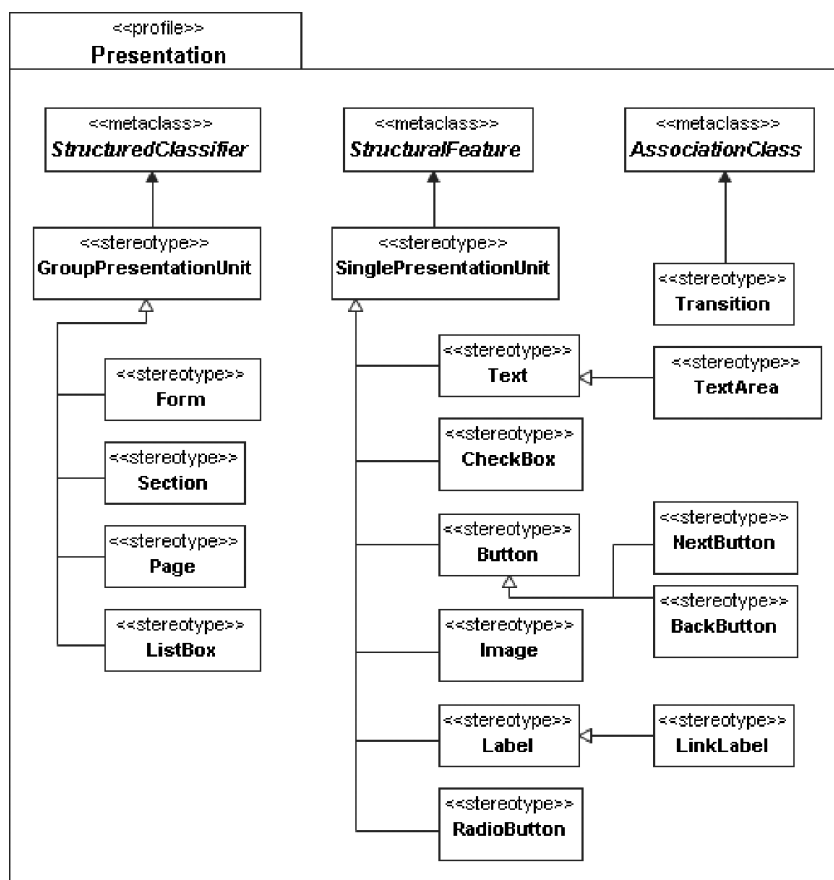 <<profile>>
Presentation
<<metaclass>>
StructuredClassifier
<<metaclass>>
StructuralFeature
<<metaclass>>
AssociationClass
<<stereotype>>
GroupPresentationUnit
<<stereotype>>
SinglePresentationUnit
<<stereotype>>
Transition
<<stereotype>>
Form
<<stereotype>>
Section
<<stereotype>>
Page
<<stereotype>>
ListBox
<<stereotype>>
Text
<<stereotype>>
TextArea
<<stereotype>>
CheckBox
<<stereotype>>
Button
<<stereotype>>
NextButton
<<stereotype>>
BackButton
<<stereotype>>
Image
<<stereotype>>
Label
<<stereotype>>
LinkLabel
<<stereotype>>
RadioButton